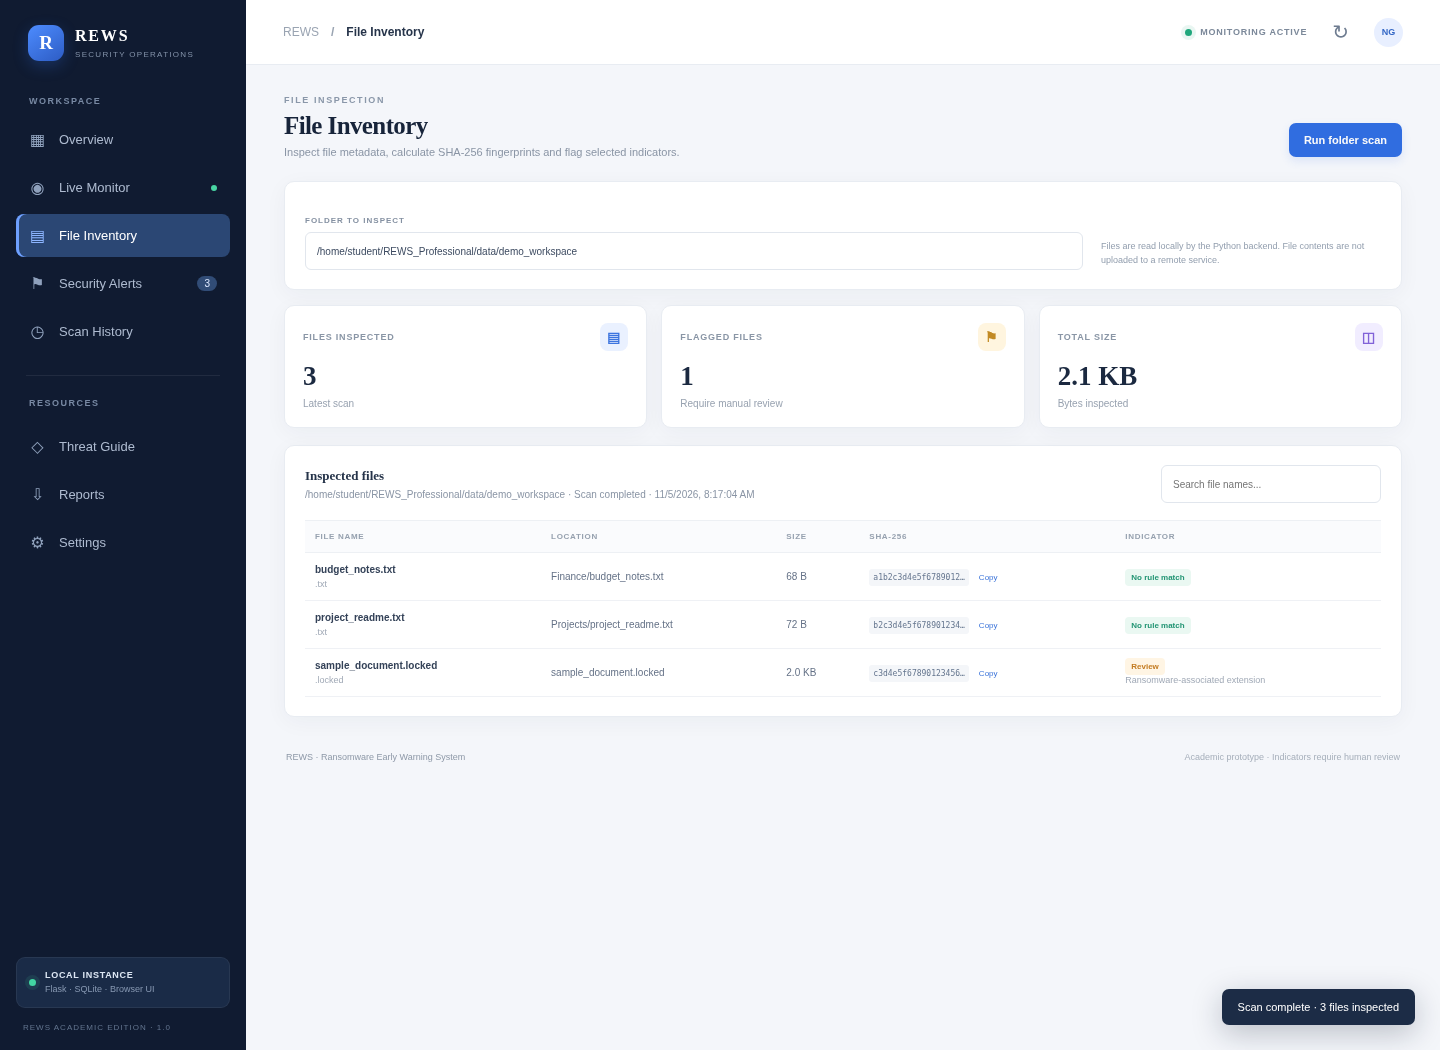 R
REWS
SECURITY OPERATIONS
WORKSPACE
Overview
Live Monitor
File Inventory
Security Alerts 3
Scan History
RESOURCES
Threat Guide
Reports
Settings
LOCAL INSTANCE
Flask · SQLite · Browser UI
REWS ACADEMIC EDITION · 1.0
REWS / File Inventory
MONITORING ACTIVE
NG
FILE INSPECTION
File Inventory
Inspect file metadata, calculate SHA-256 fingerprints and flag selected indicators.
Run folder scan
FOLDER TO INSPECT
/home/student/REWS_Professional/data/demo_workspace
Files are read locally by the Python backend. File contents are not
uploaded to a remote service.
FILES INSPECTED
3
Latest scan
FLAGGED FILES
1
Require manual review
TOTAL SIZE
2.1 KB
Bytes inspected
Inspected files
/home/student/REWS_Professional/data/demo_workspace · Scan completed · 11/5/2026, 8:17:04 AM
Search file names...
FILE NAME LOCATION SIZE SHA-256 INDICATOR
budget_notes.txt
.txt
Finance/budget_notes.txt 68 B a1b2c3d4e5f6789012… Copy No rule match
project_readme.txt
.txt
Projects/project_readme.txt 72 B b2c3d4e5f678901234… Copy No rule match
sample_document.locked
.locked
sample_document.locked 2.0 KB c3d4e5f67890123456… Copy Review
Ransomware-associated extension
REWS · Ransomware Early Warning System
Academic prototype · Indicators require human review
Scan complete · 3 files inspected